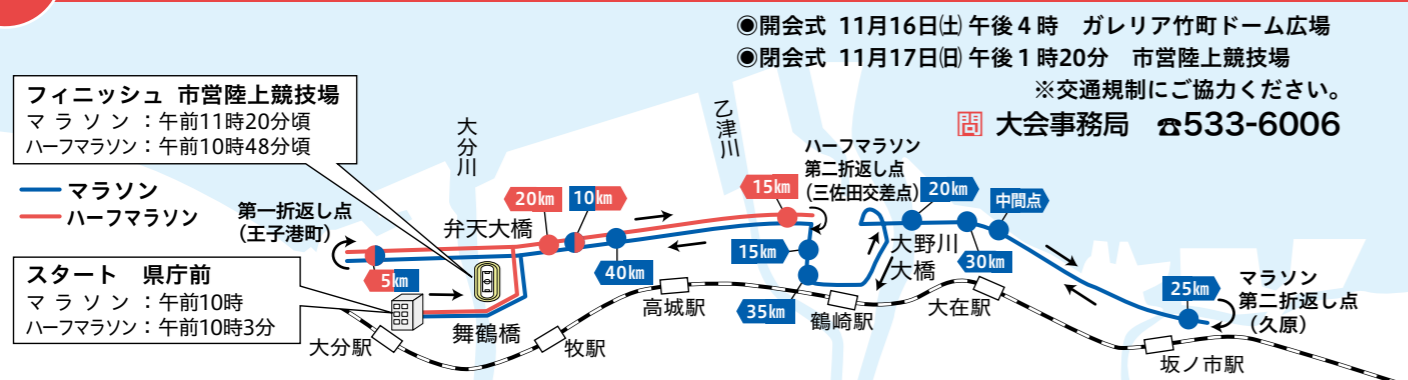 ◉開会式 11月16日㈯ 午後4時 ガレリア竹町ドーム広場
◉閉会式 11月17日㈰ 午後1時20分 市営陸上競技場
※交通規制にご協力ください。
問 大会事務局 ☎533-6006
フィニッシュ 市営陸上競技場
マラソン：午前11時20分頃
ハーフマラソン：午前10時48分頃
マラソン
ハーフマラソン
スタート 県庁前
マラソン：午前10時
ハーフマラソン：午前10時3分
第一折返し点
（王子港町）
5km
大分川
弁天大橋
舞鶴橋
大分駅
牧駅
20km
10km
40km
高城駅
乙津川
15km
ハーフマラソン
第二折返し点
（三佐田交差点）
15km
35km
鶴崎駅
大野川
大橋
20km
30km
中間点
大在駅
25km
マラソン
第二折返し点
（久原）
坂ノ市駅